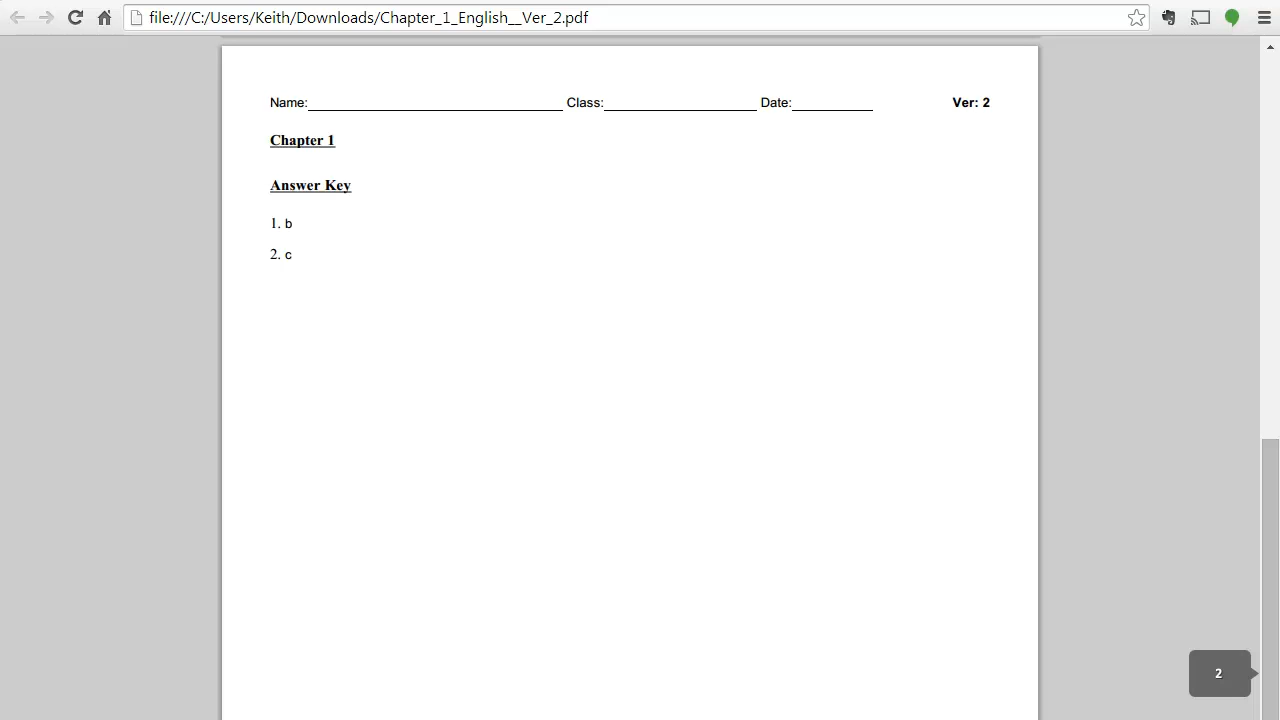 file:///C:/Users/Keith/Downloads/Chapter_1_English__Ver_2.pdf
Name: Class: Date: Ver: 2
Chapter 1
Answer Key
1. b
2. c
2